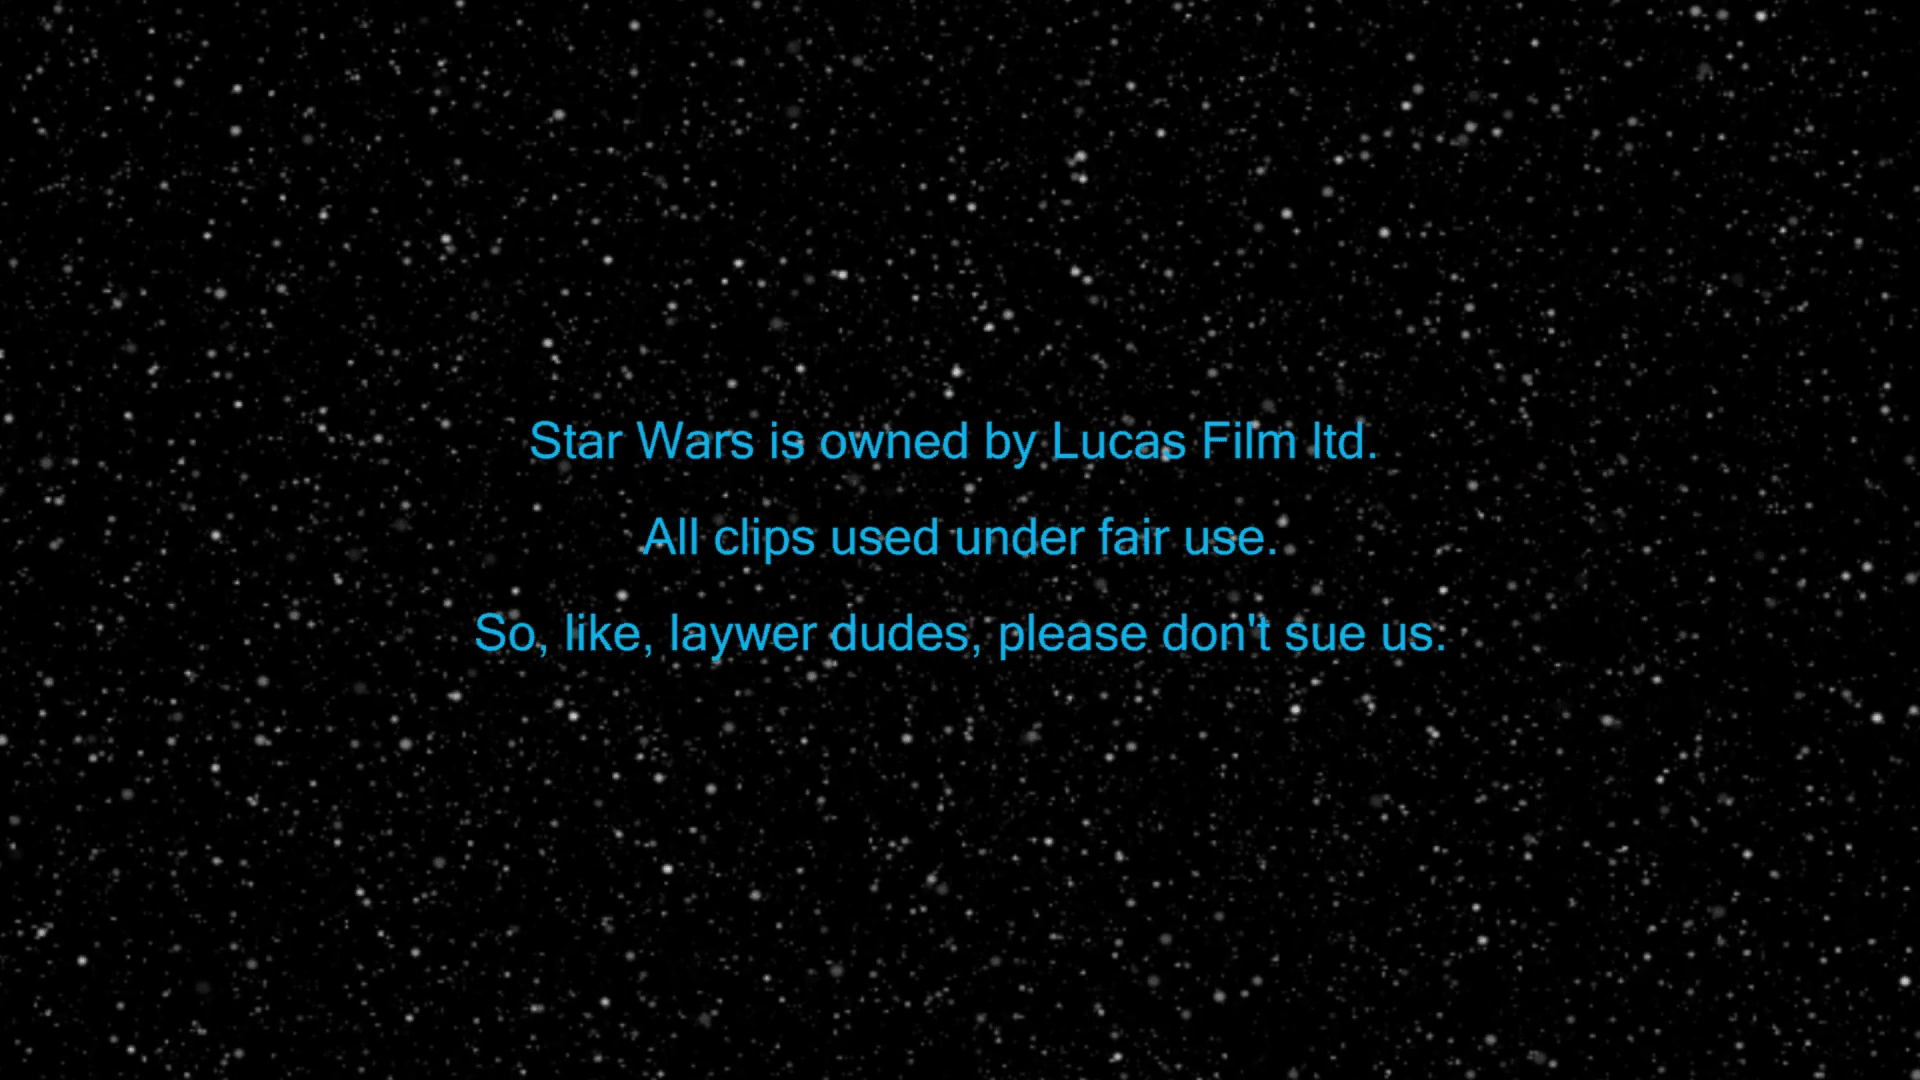 Star Wars is owned by Lucas Film ltd.
All clips used under fair use.
So, like, laywer dudes, please don't sue us.